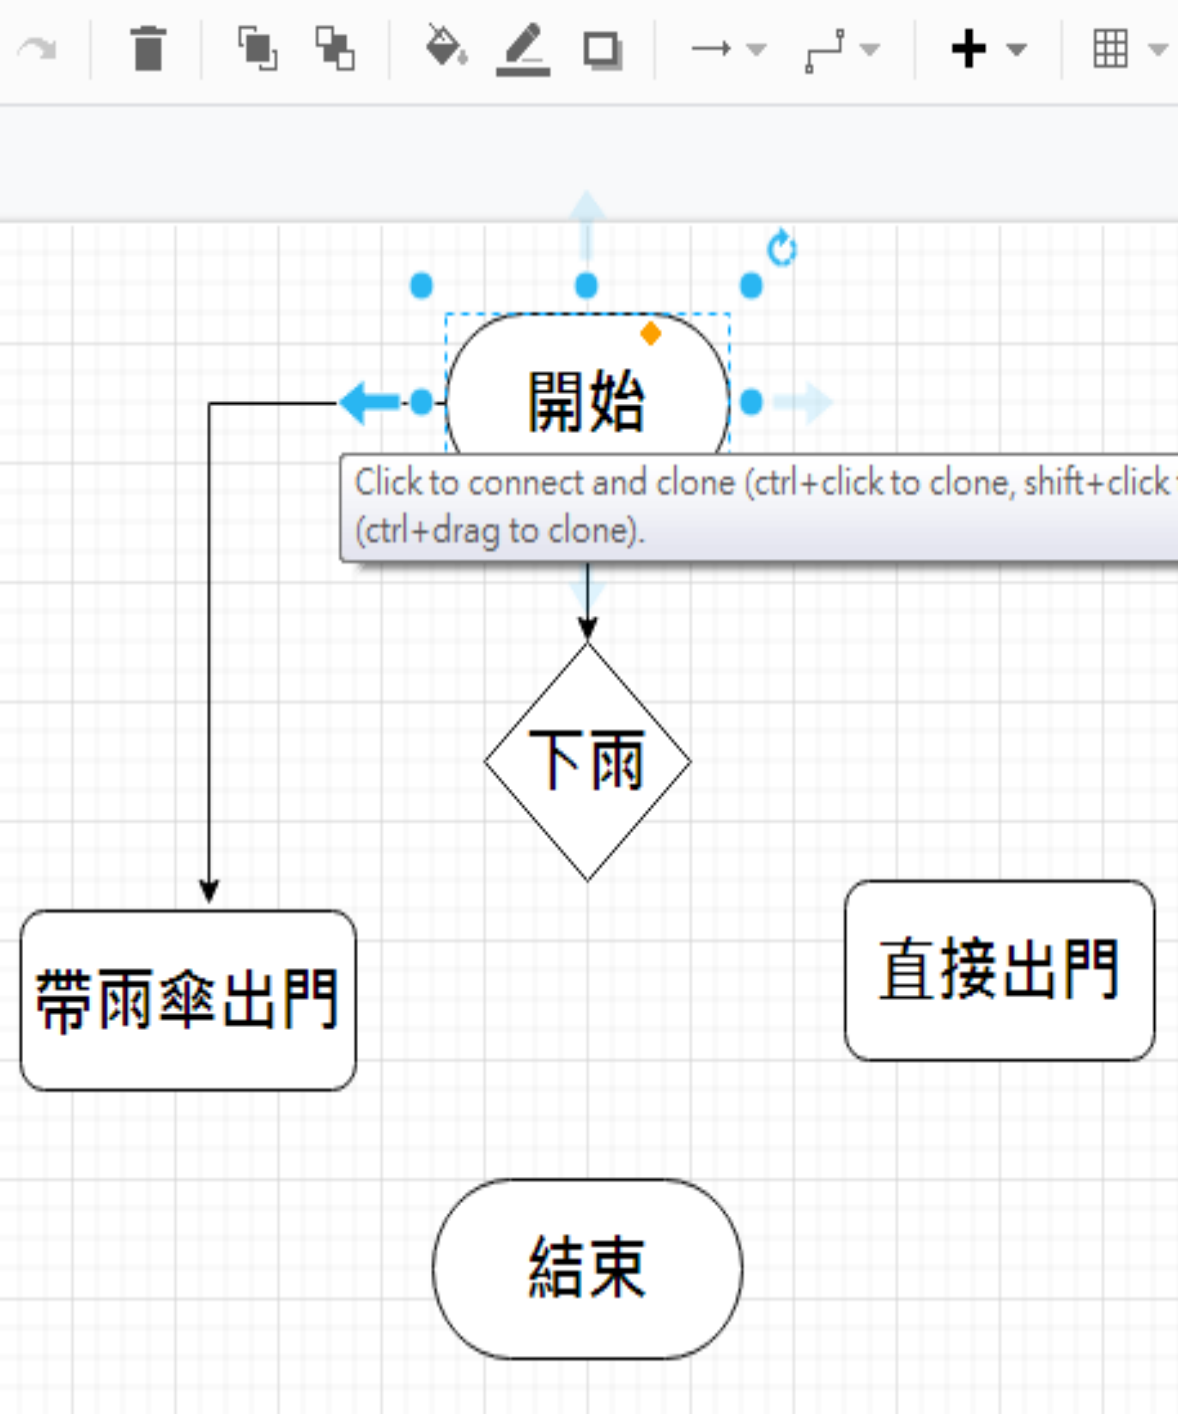 開始
Click to connect and clone (ctrl+click to clone, shift+click
(ctrl+drag to clone).
下雨
直接出門
帶雨傘出門
結束